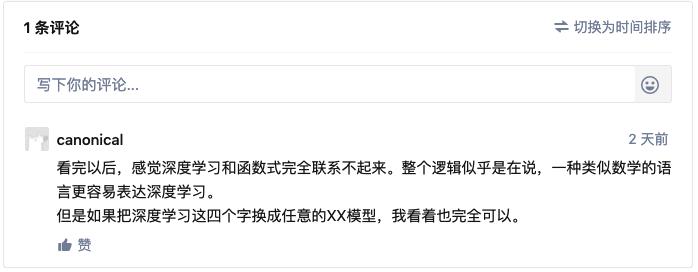 1 条评论
切换为时间排序
写下你的评论...
canonical
2 天前
看完以后，感觉深度学习和函数式完全联系不起来。整个逻辑似乎是在说，一种类似数学的语
言更容易表达深度学习。
但是如果把深度学习这四个字换成任意的XX模型，我看着也完全可以。
赞